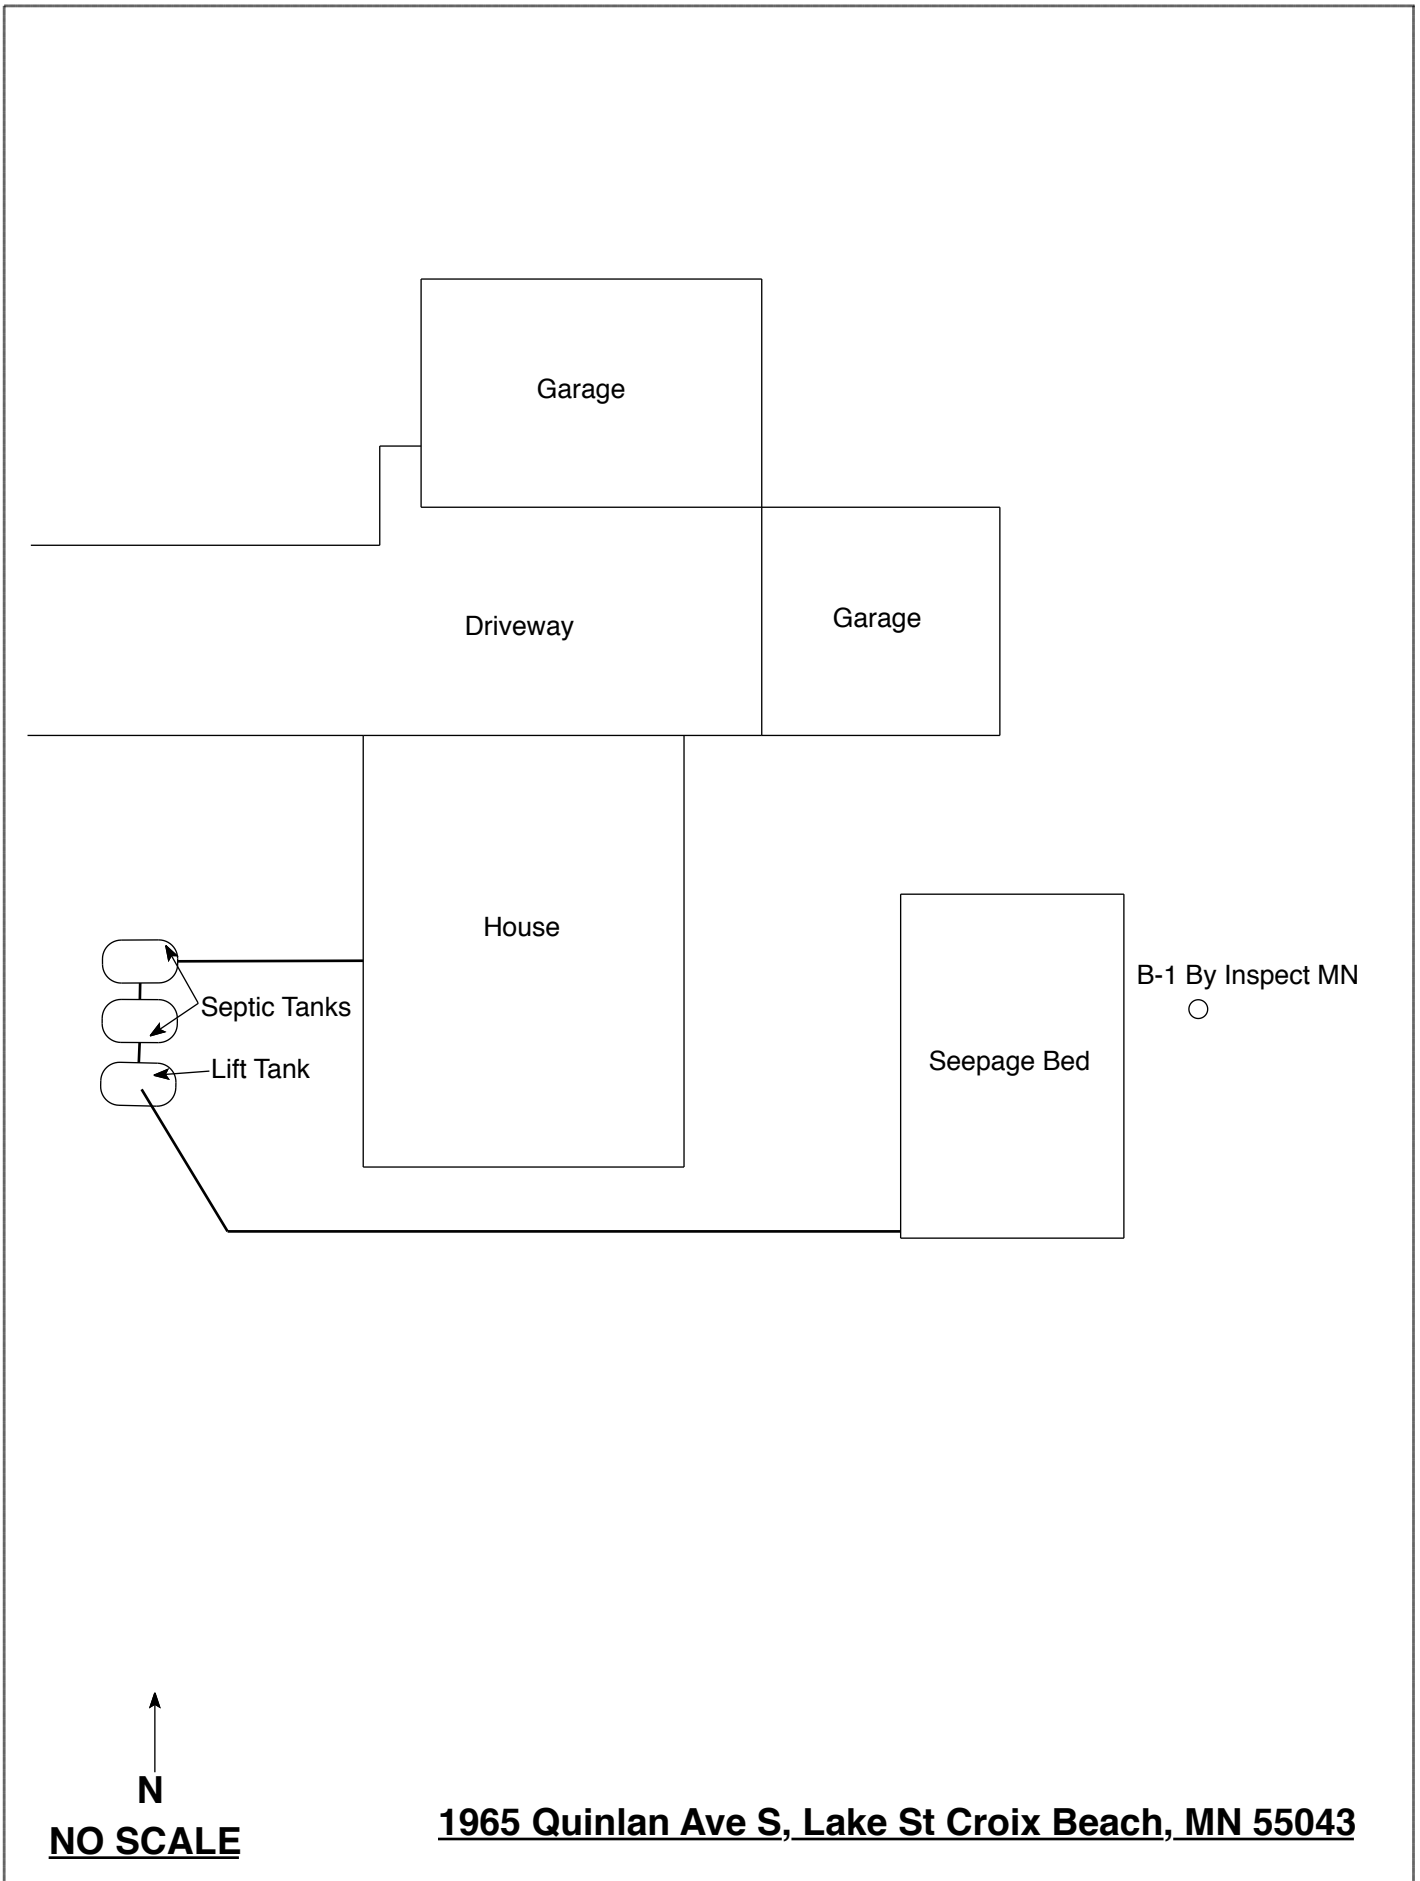 Garage
Garage
Driveway
House
B-1 By Inspect MN
Septic Tanks
Seepage Bed
Lift Tank
N
NO SCALE
1965 Quinlan Ave S, Lake St Croix Beach, MN 55043